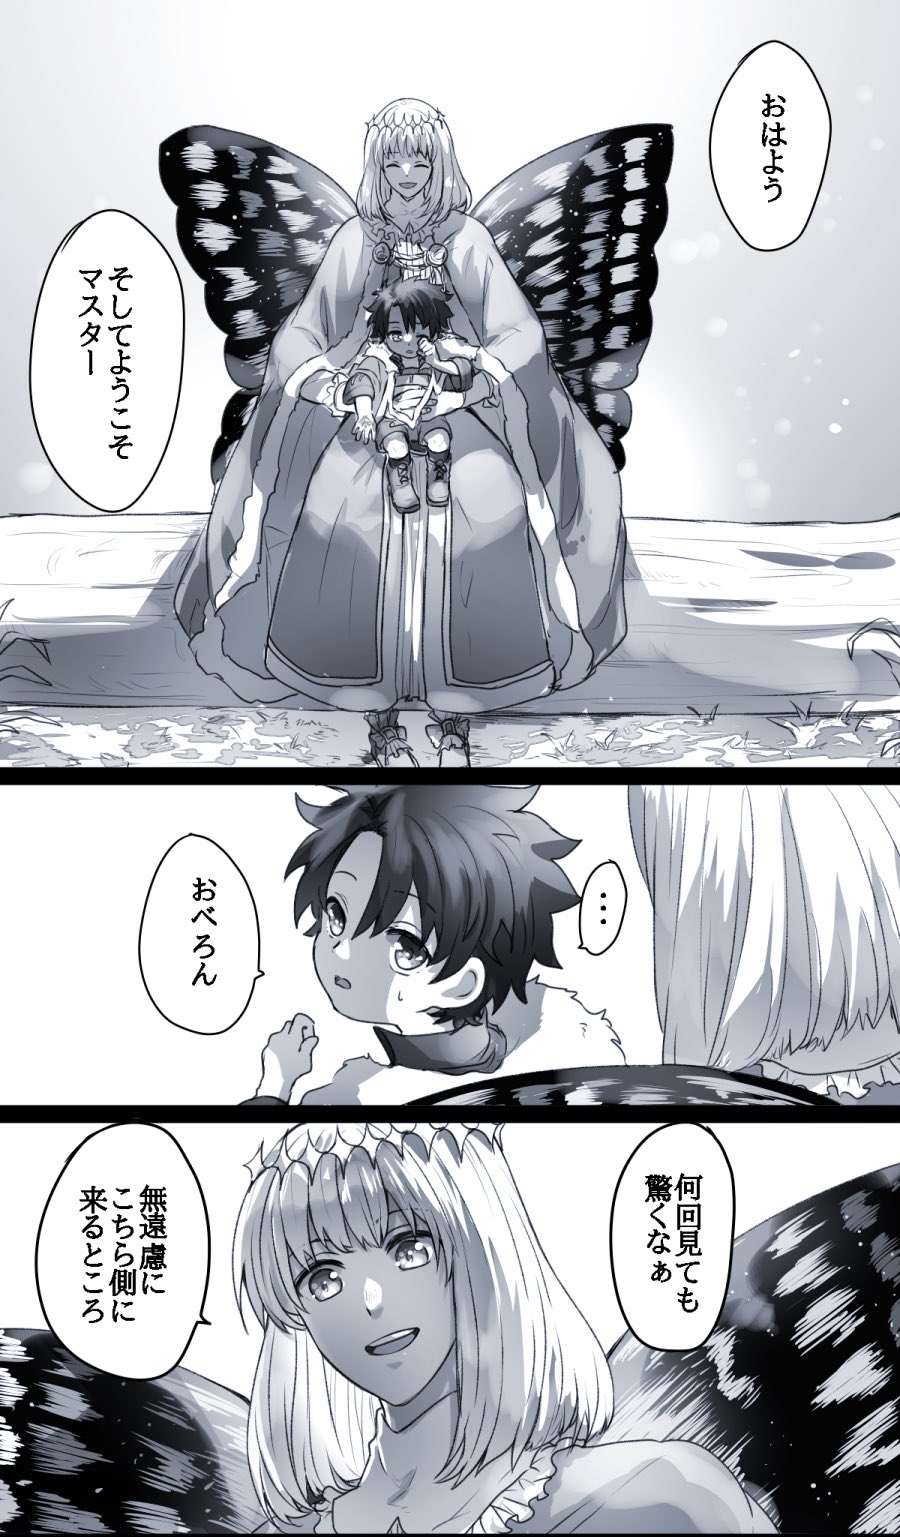 おはよう
そしてようこそ
マスター
...
おべろん
何回見ても
驚くなぁ
無遠慮に
こちら側に
来るところ